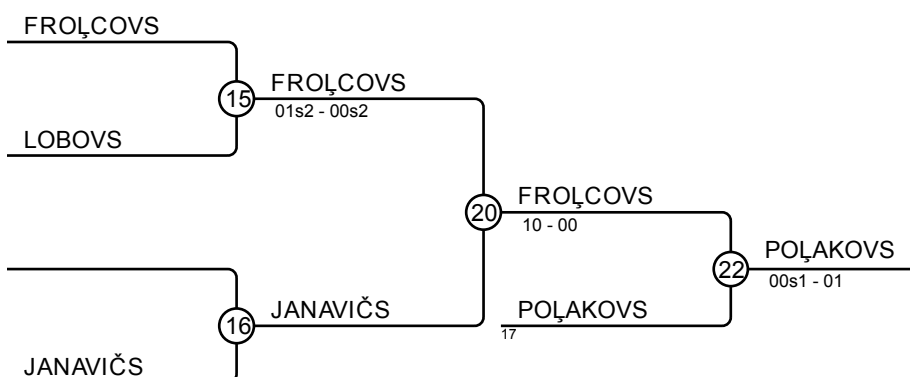 FROĻCOVS
15
FROĻCOVS
01s2 - 00s2
LOBOVS
20
FROĻCOVS
10 - 00
22
POĻAKOVS
00s1 - 01
16
JANAVIČS
POĻAKOVS
17
JANAVIČS